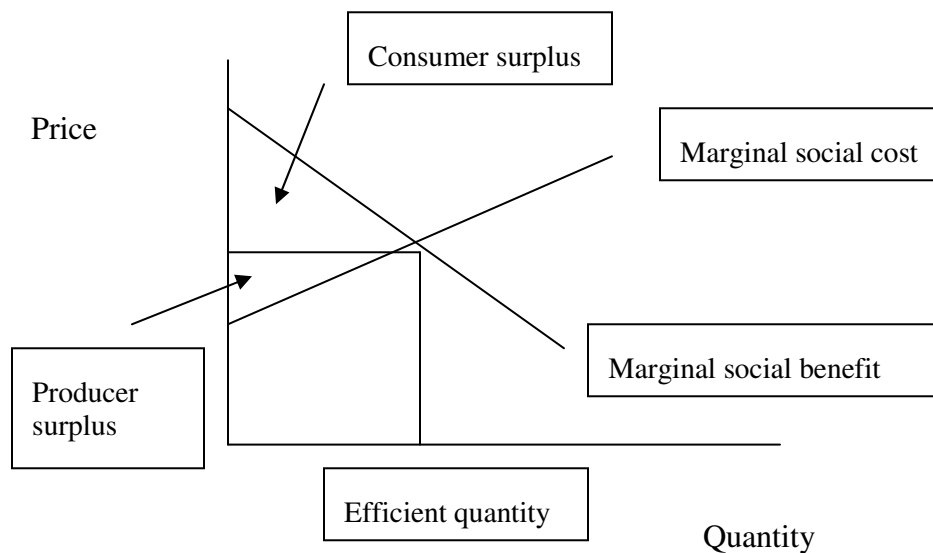 Consumer surplus
Price
Marginal social cost
Marginal social benefit
Producer
surplus
Efficient quantity
Quantity